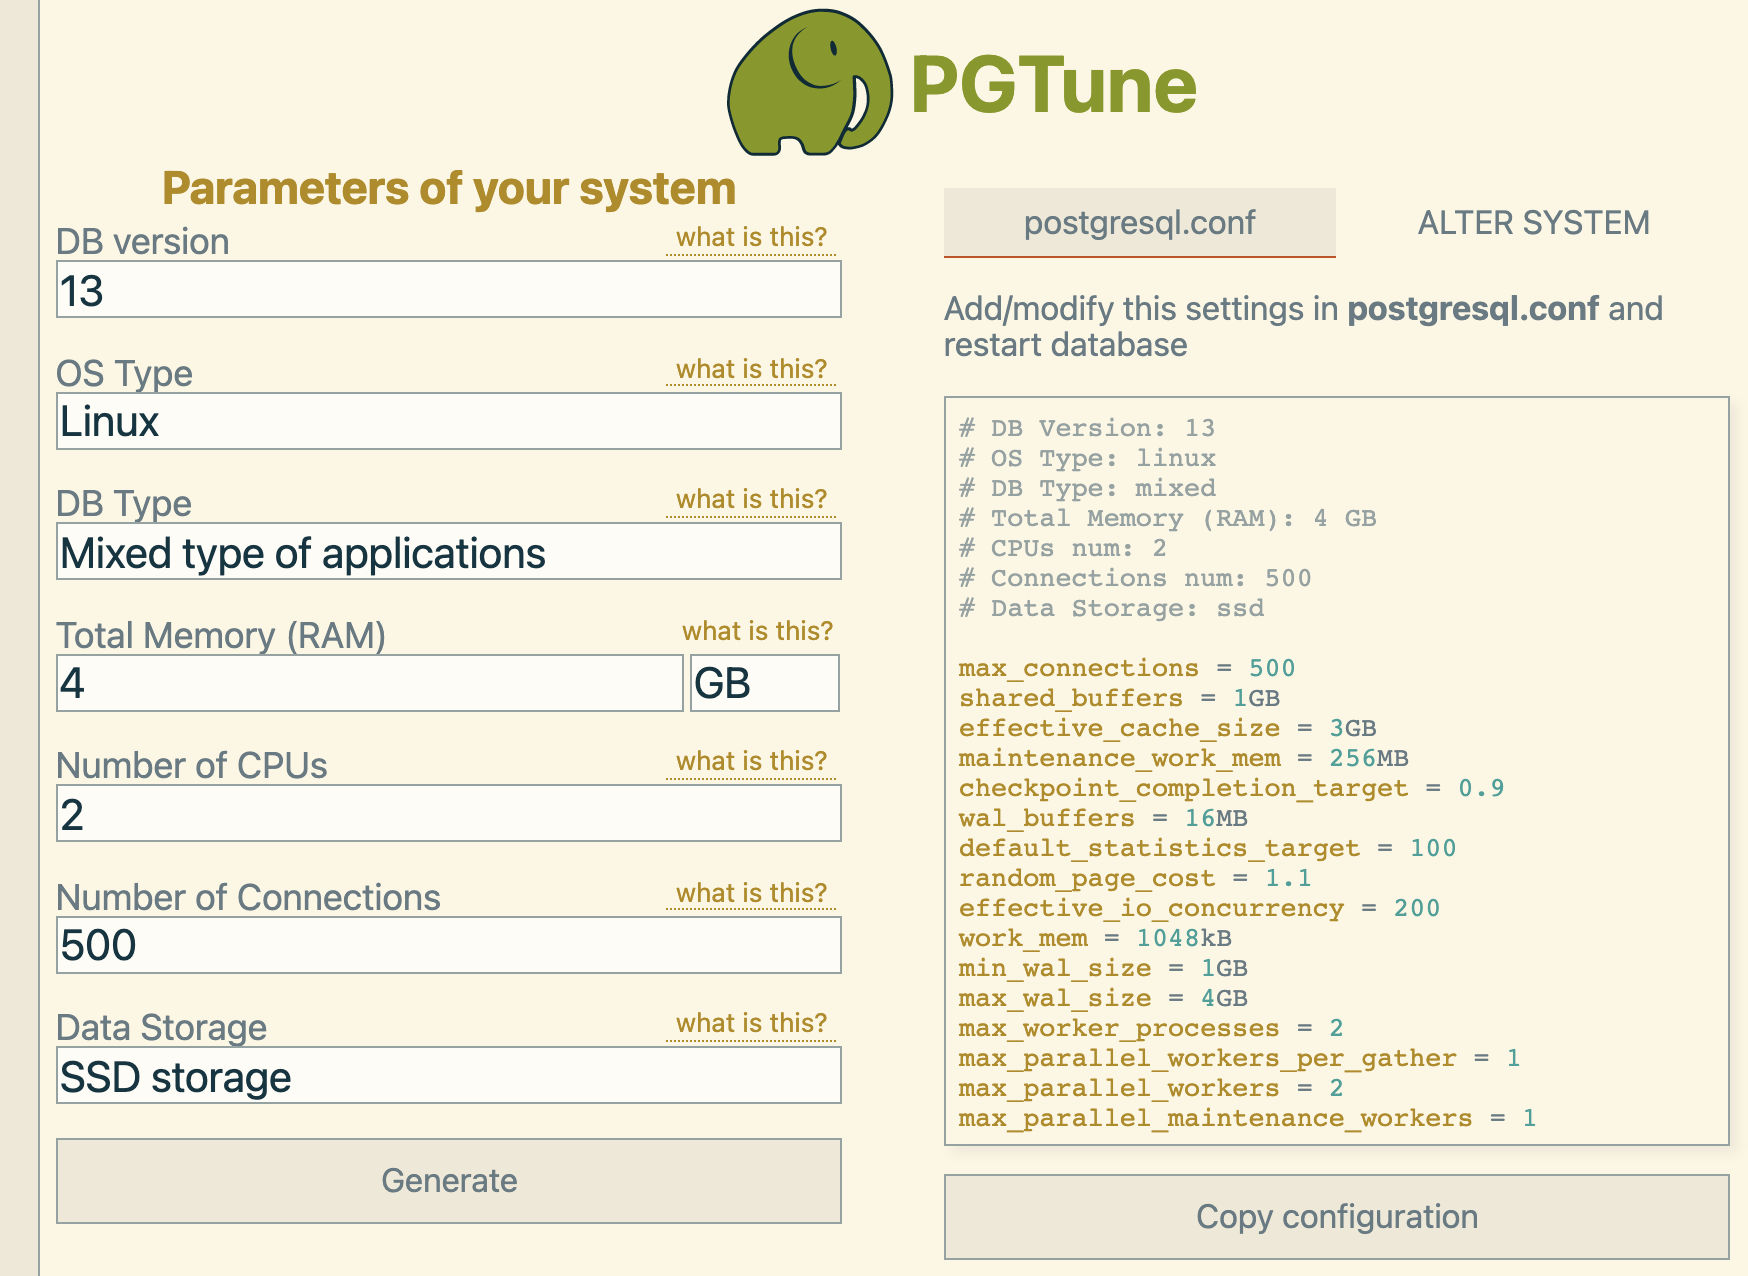 PGTune
Parameters of your system
DB version what is this?
13
OS Type what is this?
Linux
DB Type what is this?
Mixed type of applications
Total Memory (RAM) what is this?
4 GB
Number of CPUs what is this?
2
Number of Connections what is this?
500
Data Storage what is this?
SSD storage
Generate
postgresql.conf ALTER SYSTEM
Add/modify this settings in postgresql.conf and
restart database
# DB Version: 13
# OS Type: linux
# DB Type: mixed
# Total Memory (RAM): 4 GB
# CPUs num: 2
# Connections num: 500
# Data Storage: ssd
max_connections = 500
shared_buffers = 1GB
effective_cache_size = 3GB
maintenance_work_mem = 256MB
checkpoint_completion_target = 0.9
wal_buffers = 16MB
default_statistics_target = 100
random_page_cost = 1.1
effective_io_concurrency = 200
work_mem = 1048kB
min_wal_size = 1GB
max_wal_size = 4GB
max_worker_processes = 2
max_parallel_workers_per_gather = 1
max_parallel_workers = 2
max_parallel_maintenance_workers = 1
Copy configuration